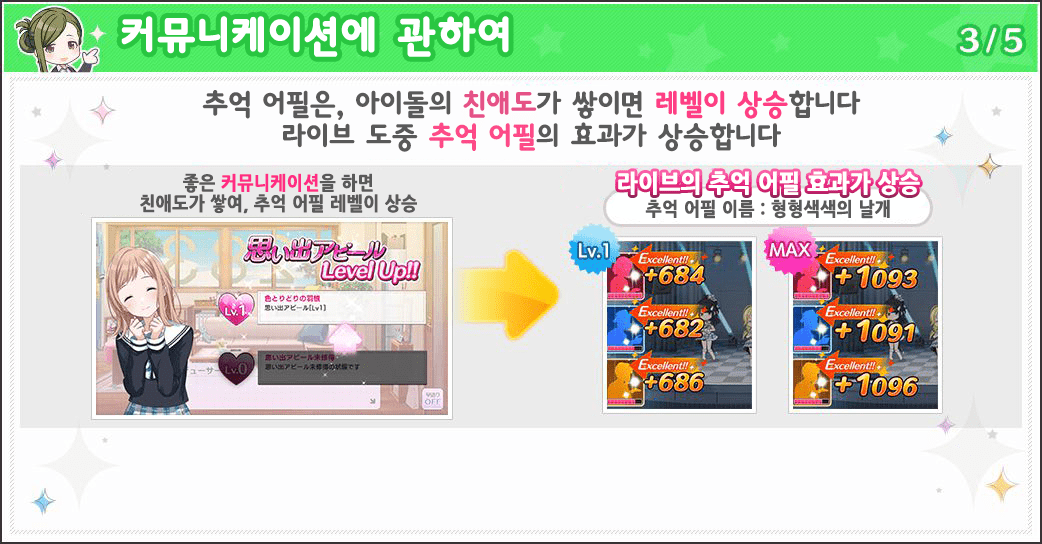 커뮤니케이션에 관하여
3/5
추억 어필은, 아이돌의 친애도가 쌓이면 레벨이 상승합니다
라이브 도중 추억 어필의 효과가 상승합니다
좋은 커뮤니케이션을 하면
친애도가 쌓여, 추억 어필 레벨이 상승
思い出アピール
Level Up!!
Lv.1
色とりどりの羽根
思い出アピール[Lv1]
Lv.0
思い出アピール未修得
思い出アピール未修得の状態です
早送り
OFF
라이브의 추억 어필 효과가 상승
추억 어필 이름 : 형형색색의 날개
Lv.1
Excellent!!
+684
Excellent!!
+682
Excellent!!
+686
MAX
Excellent!!
+1093
Excellent!!
+1091
Excellent!!
+1096